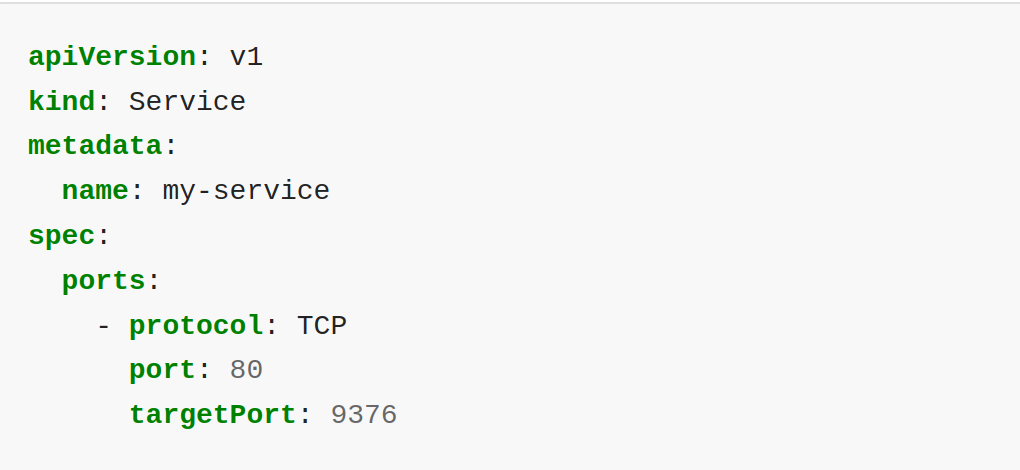 apiVersion: v1
kind: Service
metadata:
  name: my-service
spec:
  ports:
    - protocol: TCP
      port: 80
      targetPort: 9376